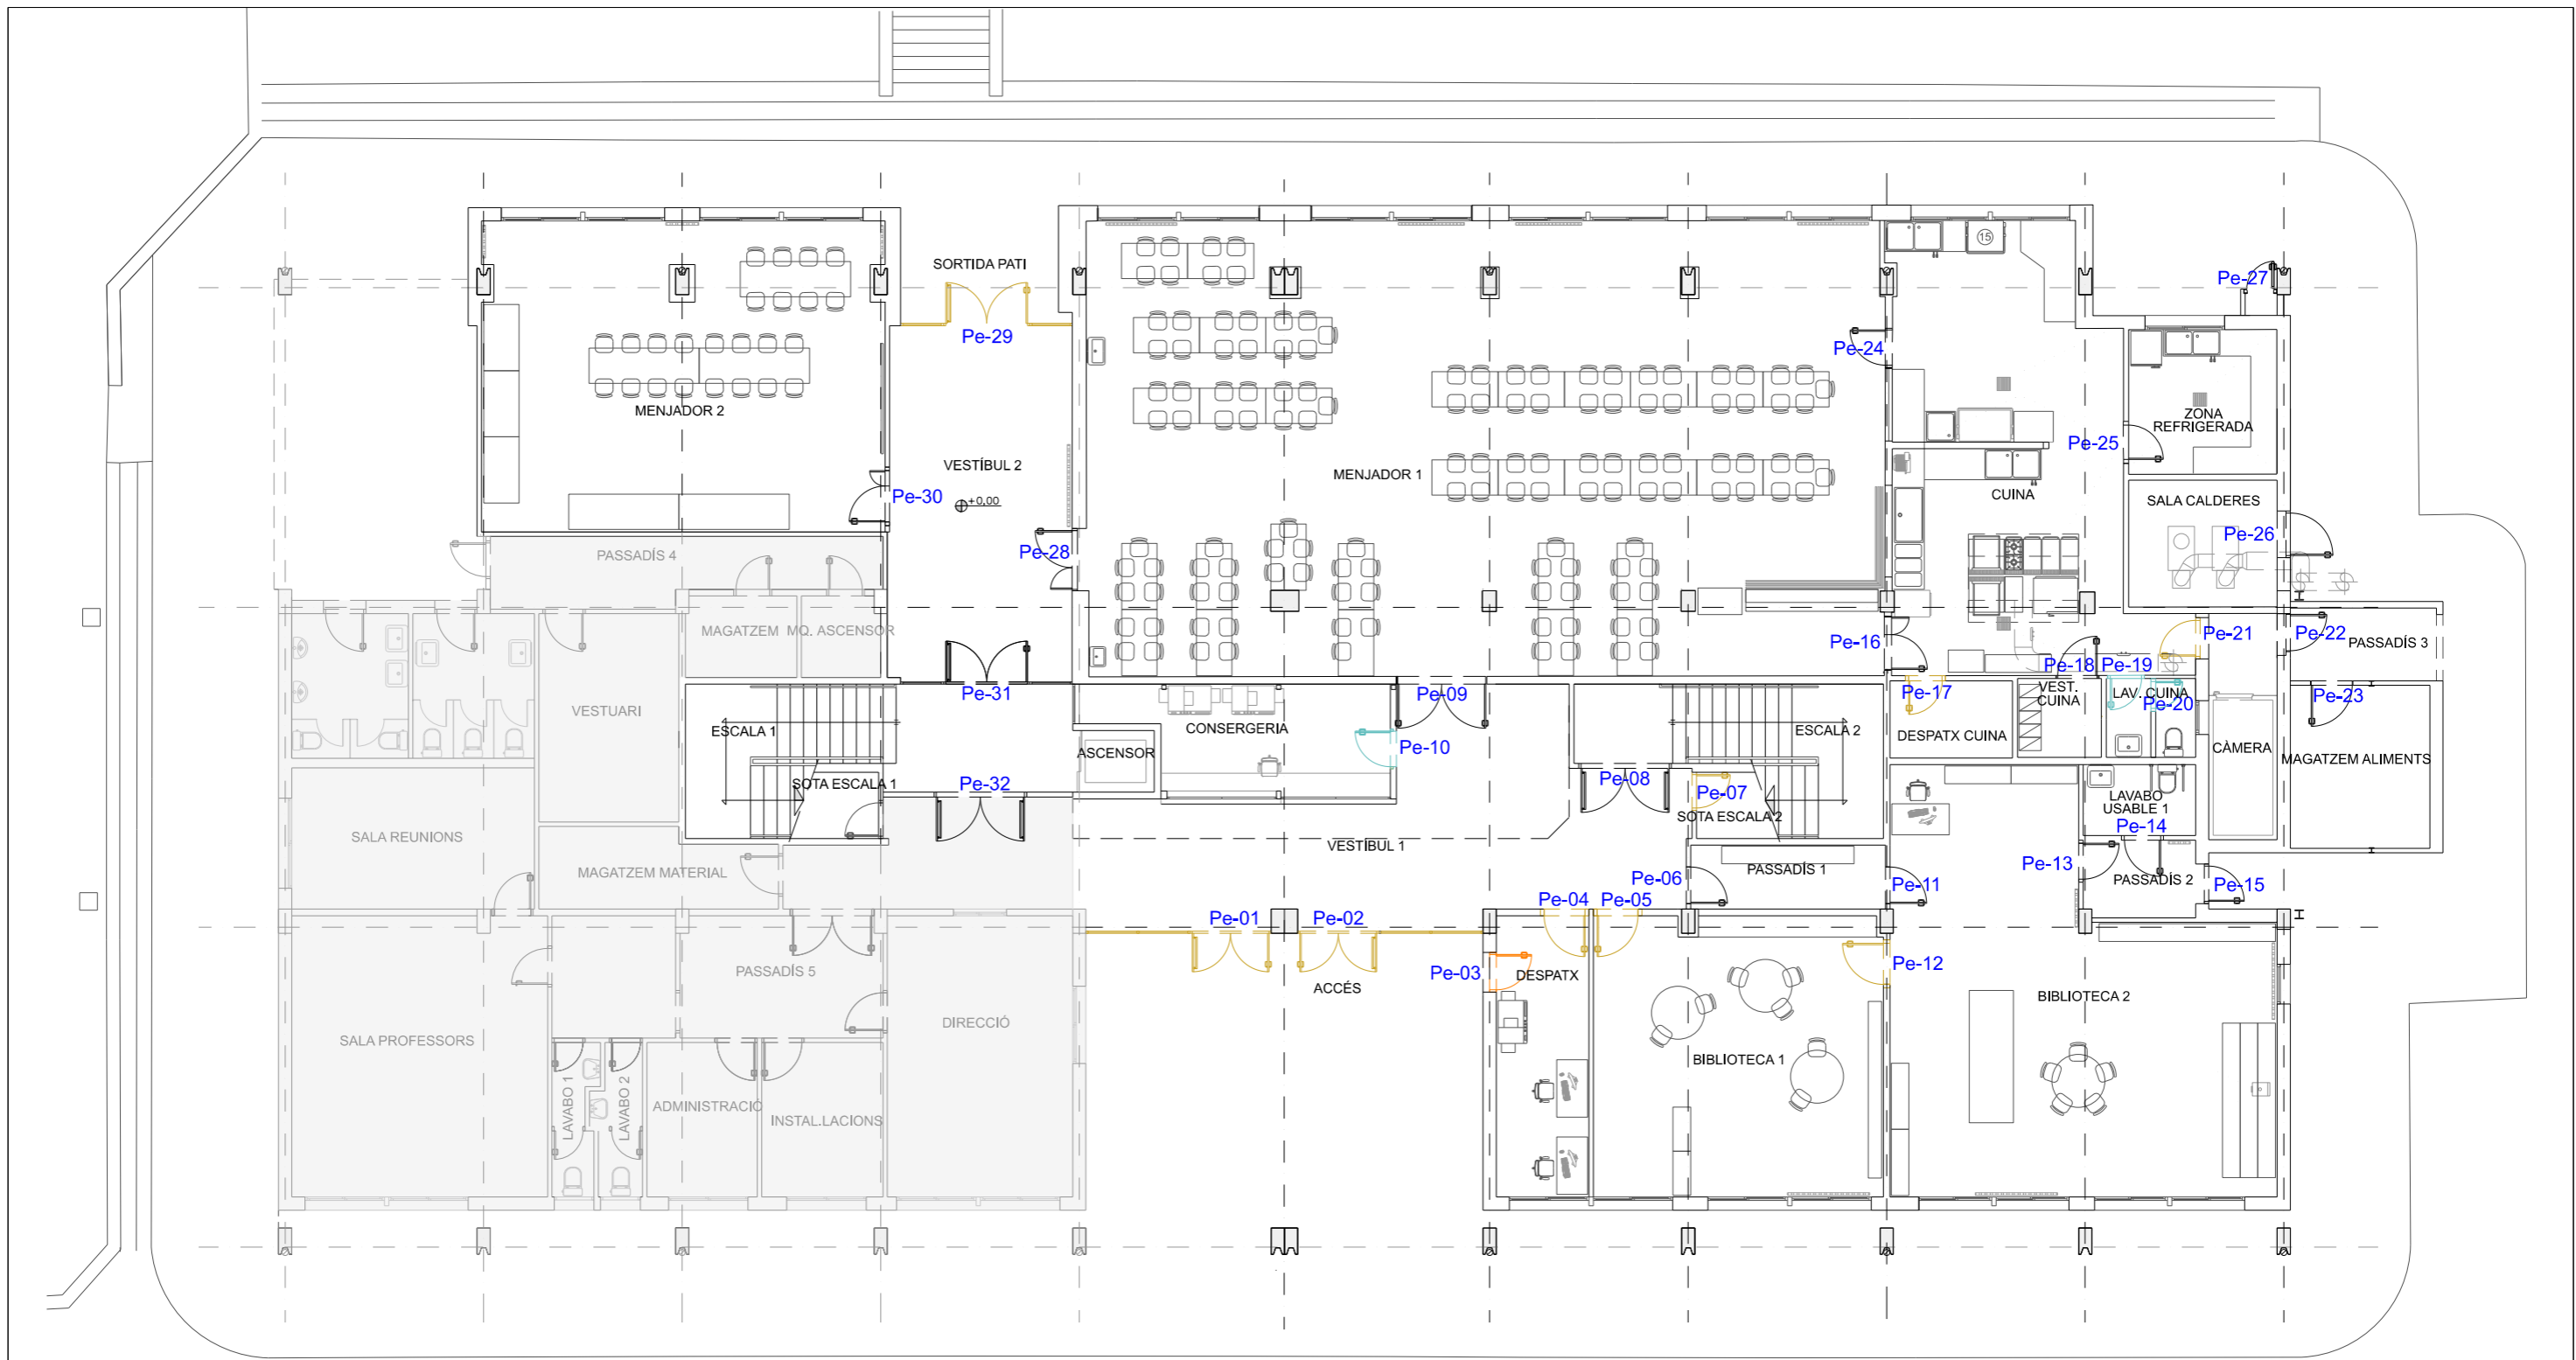 15
Pe-27
SORTIDA PATI
Pe-29
Pe-24
MENJADOR 2
ZONA
REFRIGERADA
Pe-25
VESTÍBUL 2
MENJADOR 1
Pe-30
+0.00
CUINA
SALA CALDERES
Pe-26
Pe-28
PASSADÍS 4
MAGATZEM
MQ. ASCENSOR
Pe-16
Pe-21
Pe-22
PASSADÍS 3
Pe-18
Pe-19
Pe-31
Pe-09
Pe-17
VEST.
CUINA
LAV. CUINA
Pe-20
Pe-23
VESTUARI
ESCALA 1
CONSERGERIA
ESCALA 2
DESPATX CUINA
Pe-10
ASCENSOR
CÀMERA
MAGATZEM ALIMENTS
SOTA ESCALA 1
Pe-32
Pe-08
Pe-07
SOTA ESCALA 2
LAVABO
USABLE 1
Pe-14
SALA REUNIONS
VESTÍBUL 1
MAGATZEM MATERIAL
PASSADÍS 1
Pe-13
Pe-06
Pe-11
PASSADÍS 2
Pe-15
Pe-04
Pe-05
Pe-01
Pe-02
Pe-12
PASSADÍS 5
Pe-03
DESPATX
ACCÉS
BIBLIOTECA 2
DIRECCIÓ
SALA PROFESSORS
BIBLIOTECA 1
LAVABO 1
LAVABO 2
ADMINISTRACIÓ
INSTAL.LACIONS